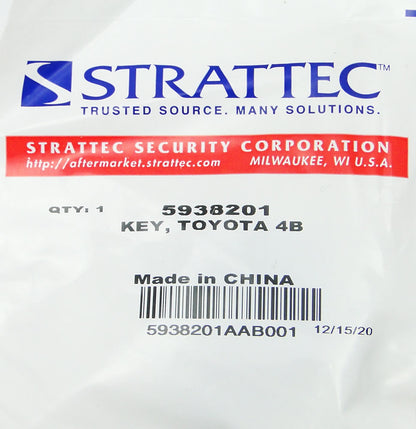 STRATTEC™
TRUSTED SOURCE. MANY SOLUTIONS.
STRATTEC SECURITY CORPORATION
http://aftermarket.strattec.com MILWAUKEE, WI U.S.A.
QTY: 1 5938201
KEY, TOYOTA 4B
Made in CHINA
5938201AAB001 12/15/20